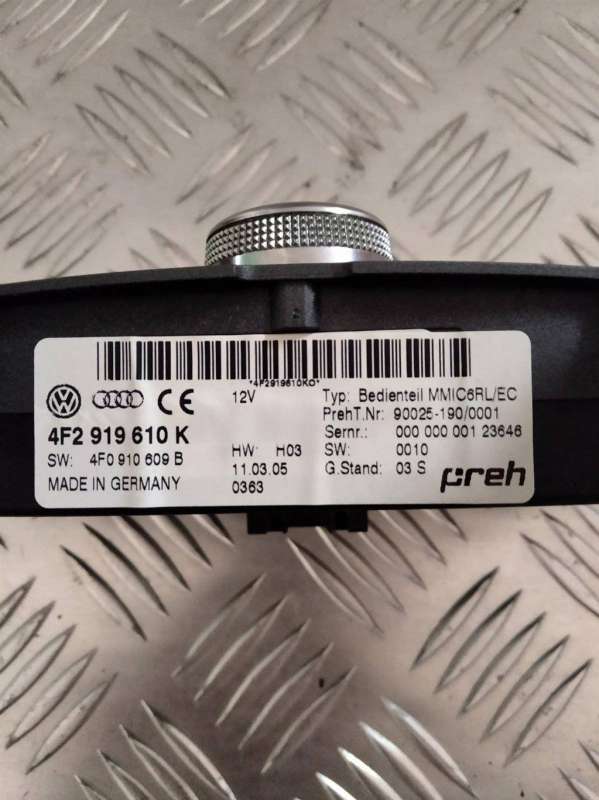 *4F2919610KO*
CE
12V
4F2 919 610 K
SW: 4F0 910 609 B
MADE IN GERMANY
HW: H03
11.03.05
0363
Typ: Bedienteil MMIC6RL/EC
PrehT.Nr: 90025-190/0001
Sernr.: 000 000 001 23646
SW: 0010
G.Stand: 03 S
preh